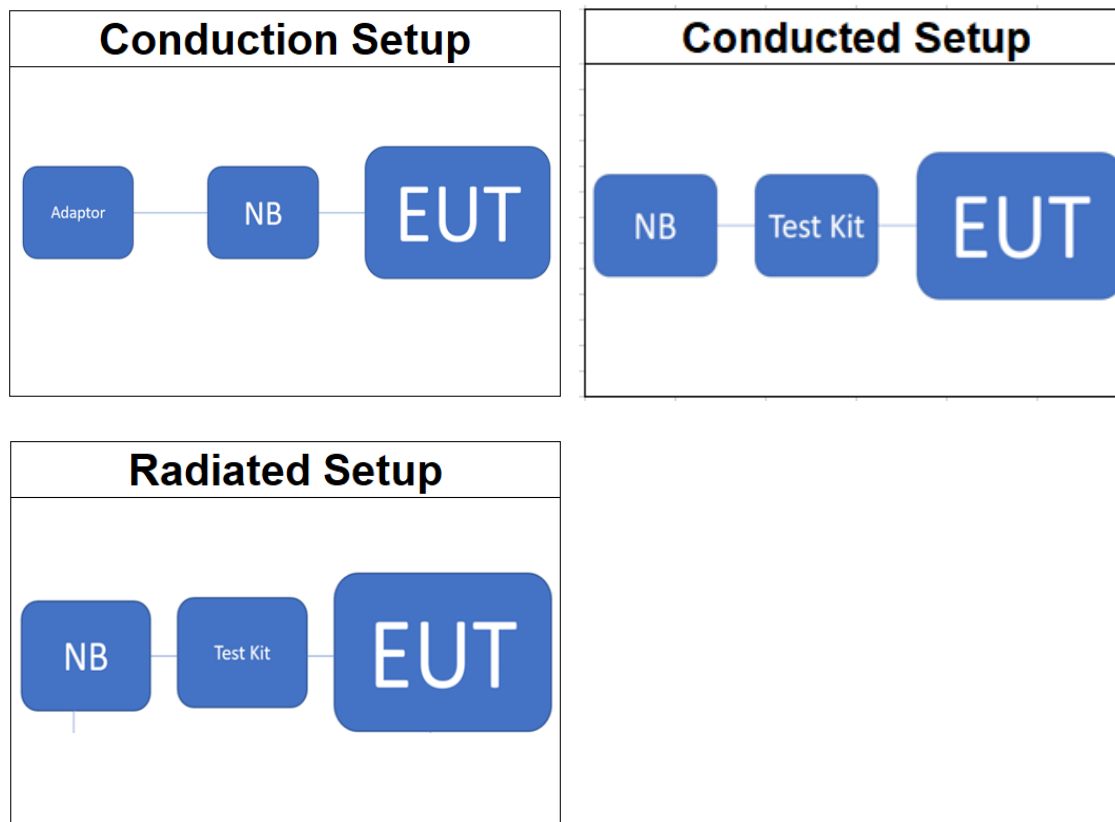 Conduction Setup
Adaptor
NB
EUT
Conducted Setup
NB
Test Kit
EUT
Radiated Setup
NB
Test Kit
EUT